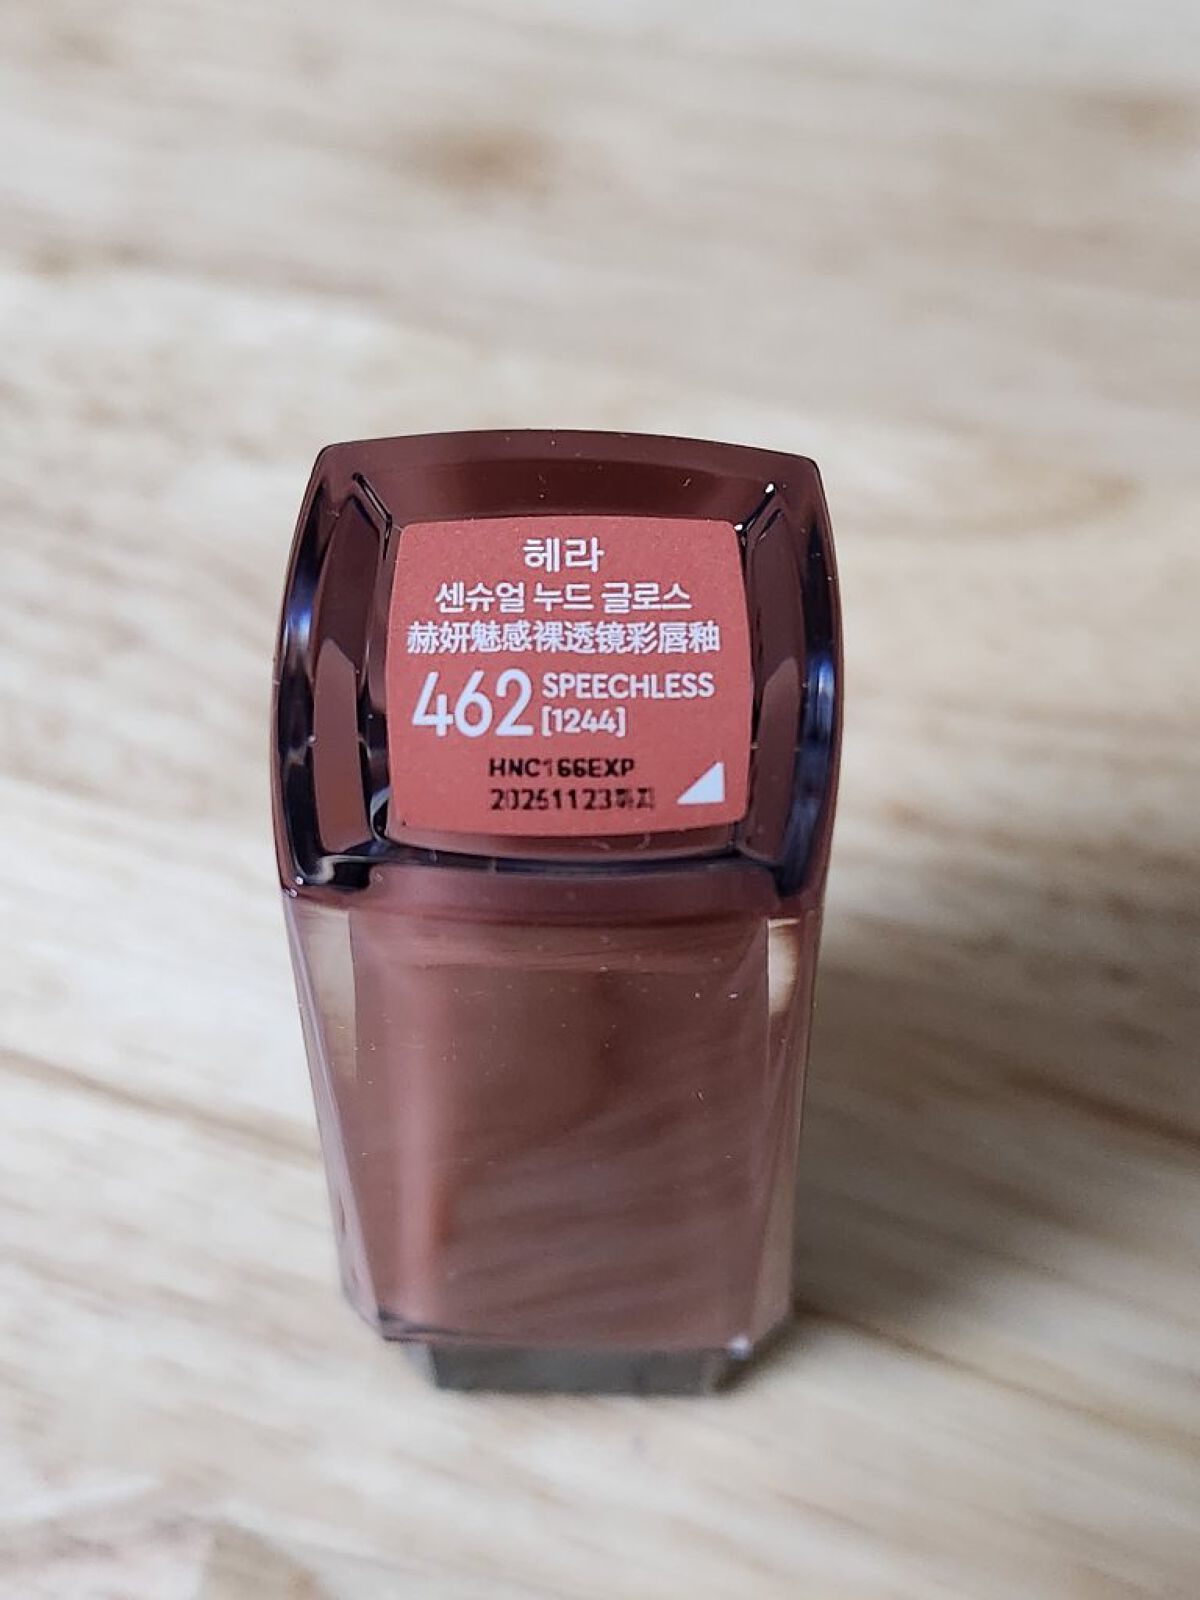 헤라
센슈얼 누드 글로스
赫妍魅感裸透镜彩唇釉
462 SPEECHLESS
[1244]
HNC166EXP
20251123까지